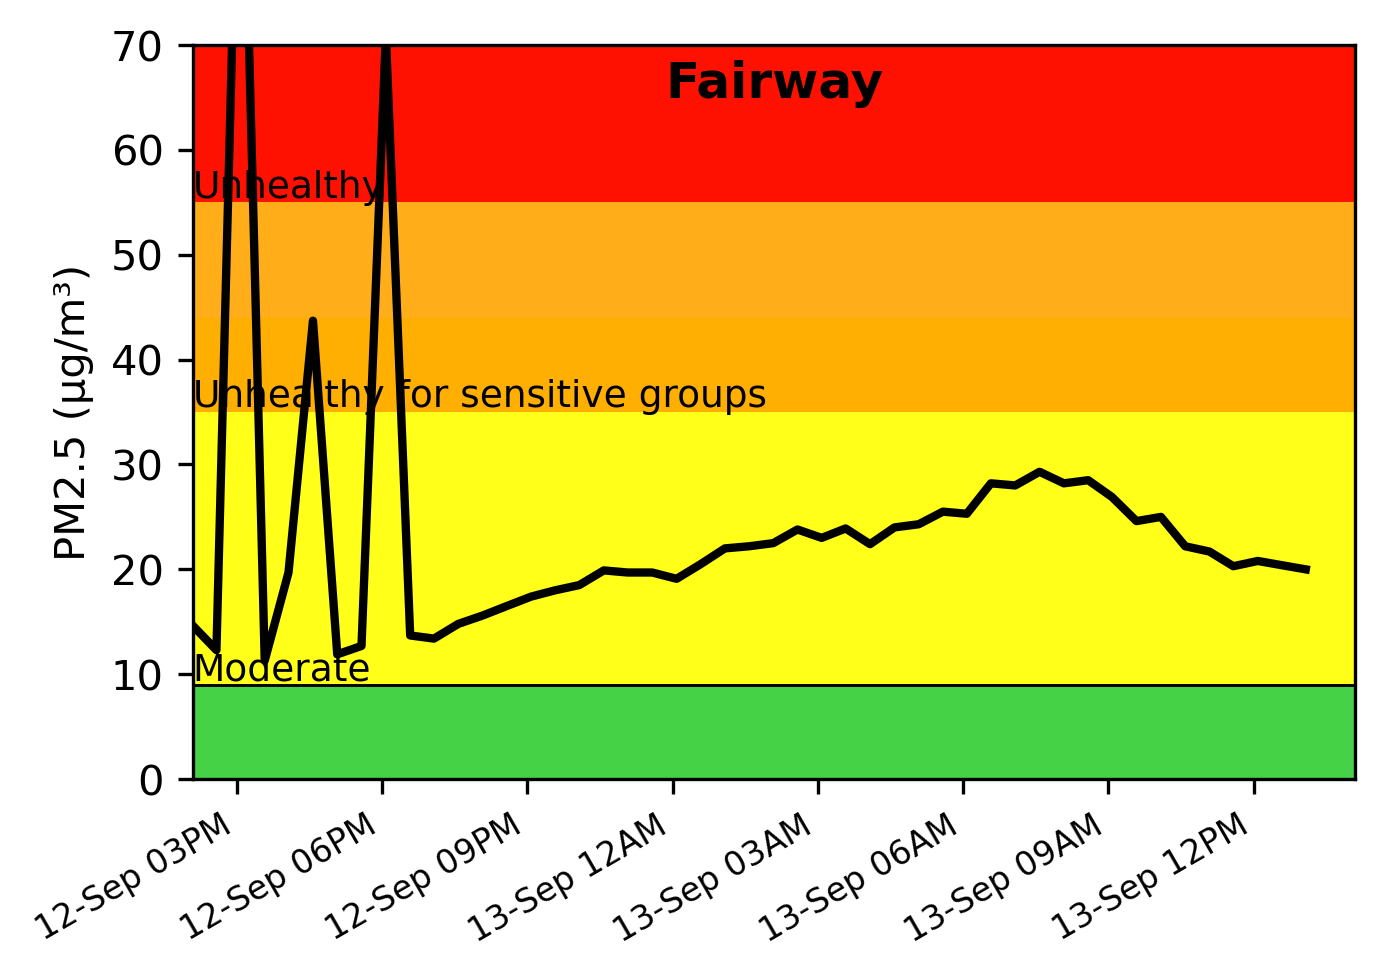 Fairway
PM2.5 (µg/m³)
70
60
Unhealthy
50
40
Unhealthy for sensitive groups
30
20
10
Moderate
0
12-Sep 03PM
12-Sep 06PM
12-Sep 09PM
13-Sep 12AM
13-Sep 03AM
13-Sep 06AM
13-Sep 09AM
13-Sep 12PM